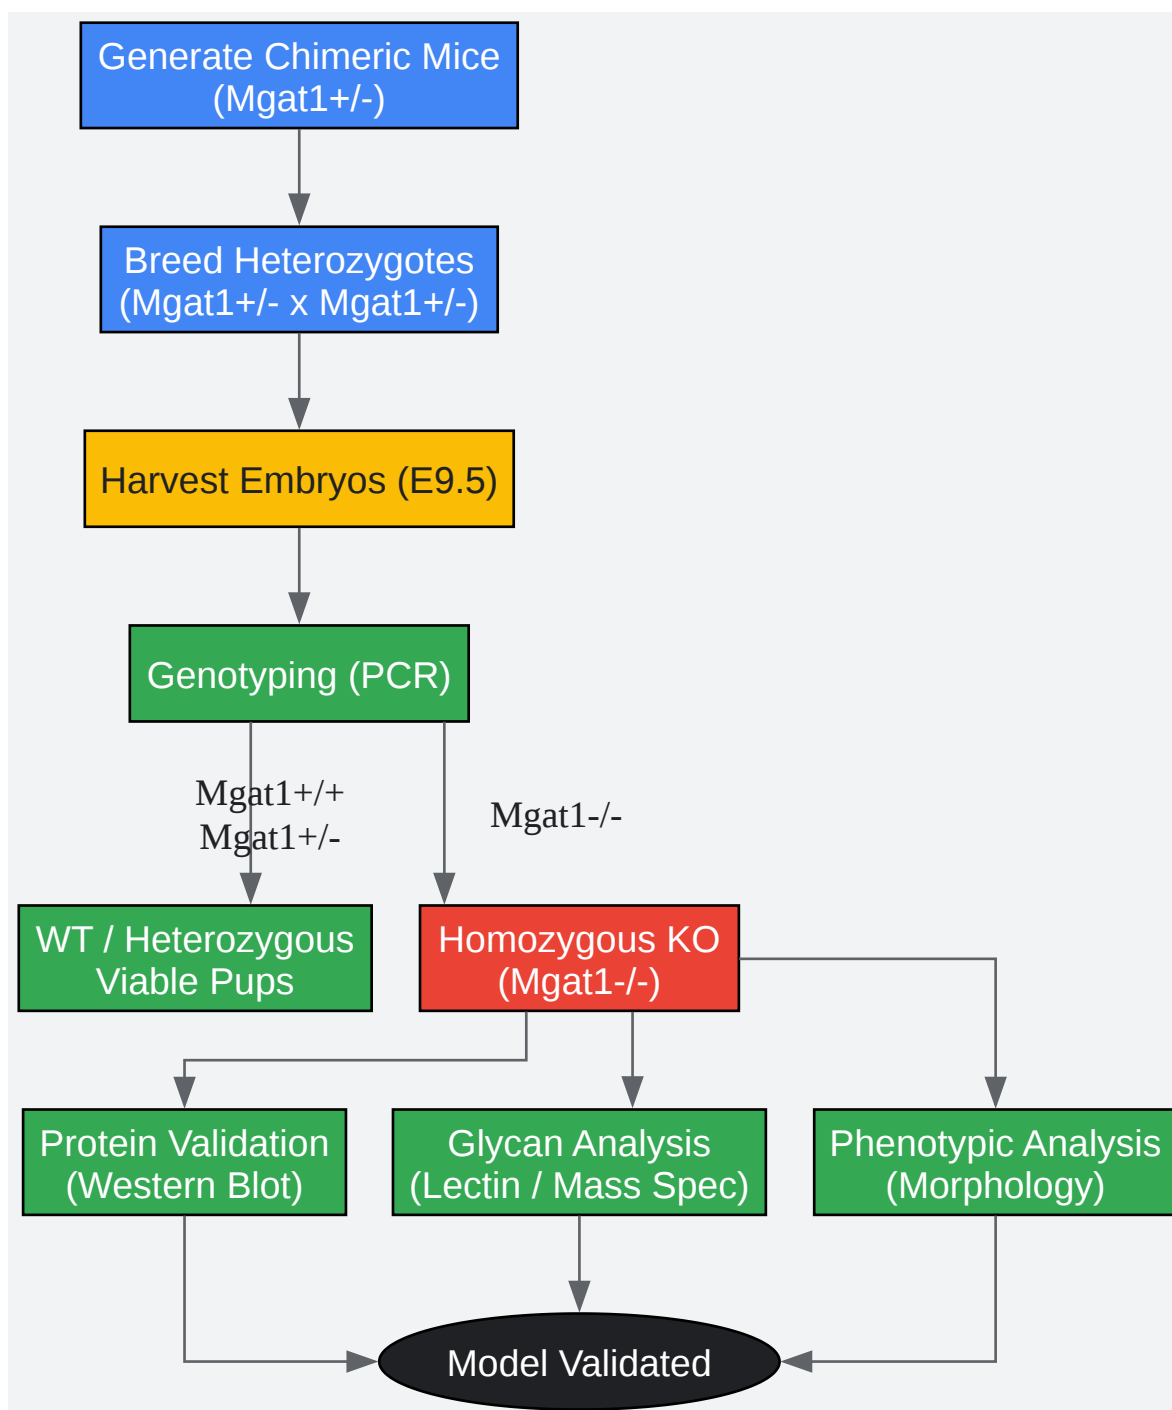 Generate Chimeric Mice
(Mgat1+/-)
Breed Heterozygotes
(Mgat1+/- x Mgat1+/-)
Harvest Embryos (E9.5)
Genotyping (PCR)
Mgat1+/+
Mgat1+/-
Mgat1-/-
WT / Heterozygous
Viable Pups
Homozygous KO
(Mgat1-/-)
Protein Validation
(Western Blot)
Glycan Analysis
(Lectin / Mass Spec)
Phenotypic Analysis
(Morphology)
Model Validated